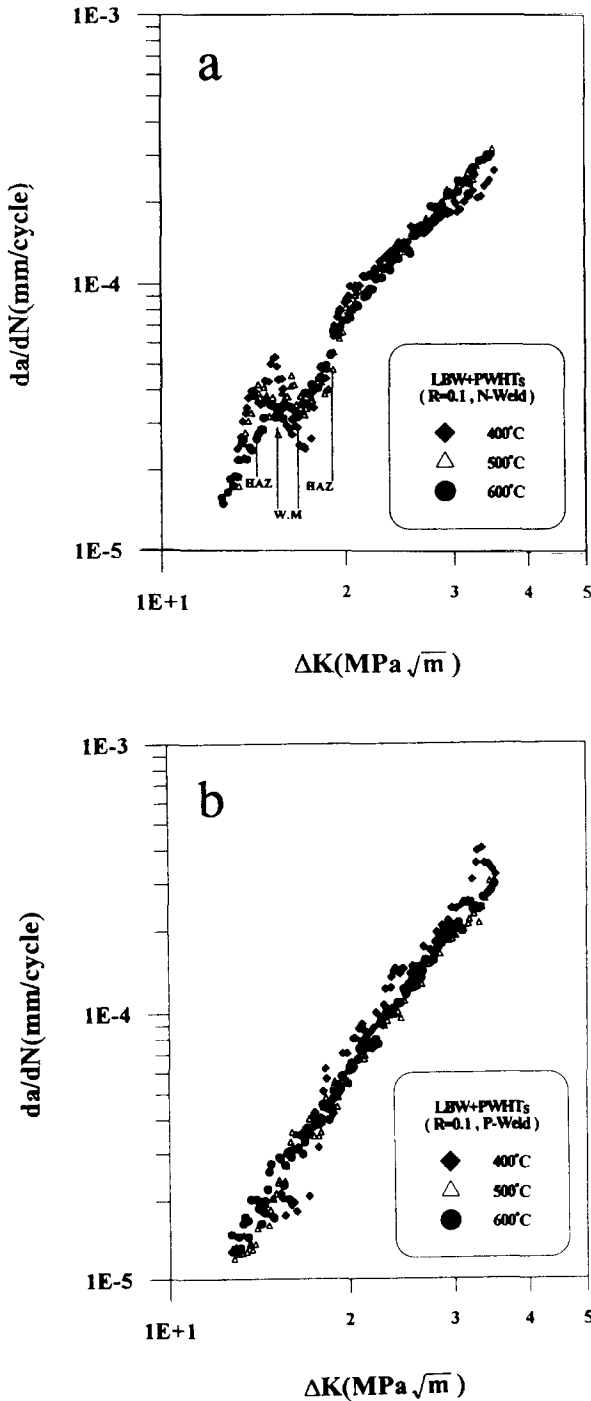 1E-3
a
da/dN(mm/cycle)
1E-4
LBW+PWHTs
( R=0.1 , N-Weld )
400°C
500°C
600°C
HAZ
HAZ
W.M
1E-5
1E+1
2
3
4
5
ΔK(MPa √m )
1E-3
b
da/dN(mm/cycle)
1E-4
LBW+PWHTs
( R=0.1 , P-Weld )
400°C
500°C
600°C
1E-5
1E+1
2
3
4
5
ΔK(MPa √m )